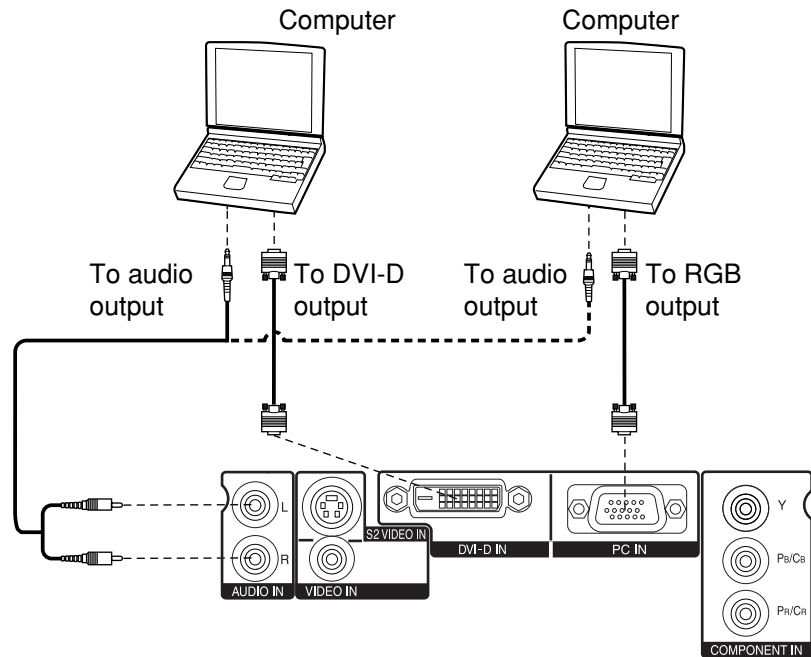 Computer
Computer
To audio
output
To DVI-D
output
To audio
output
To RGB
output
L
R
AUDIO IN
S2 VIDEO IN
VIDEO IN
DVI-D IN
PC IN
Y
PB/CB
PR/CR
COMPONENT IN